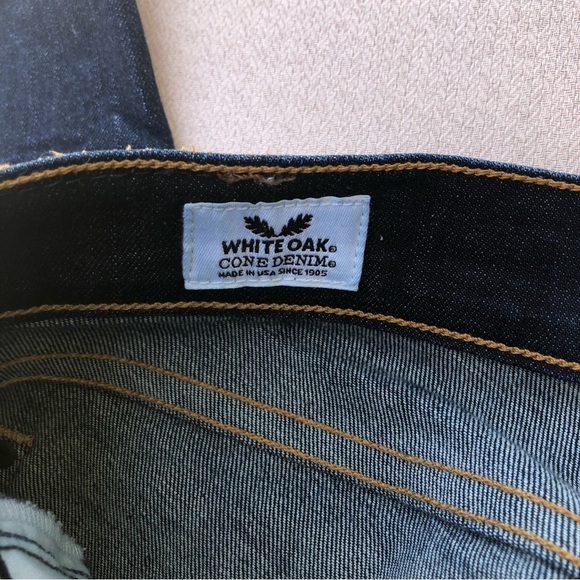 WHITE OAK®
CONE DENIM®
MADE IN USA SINCE 1905